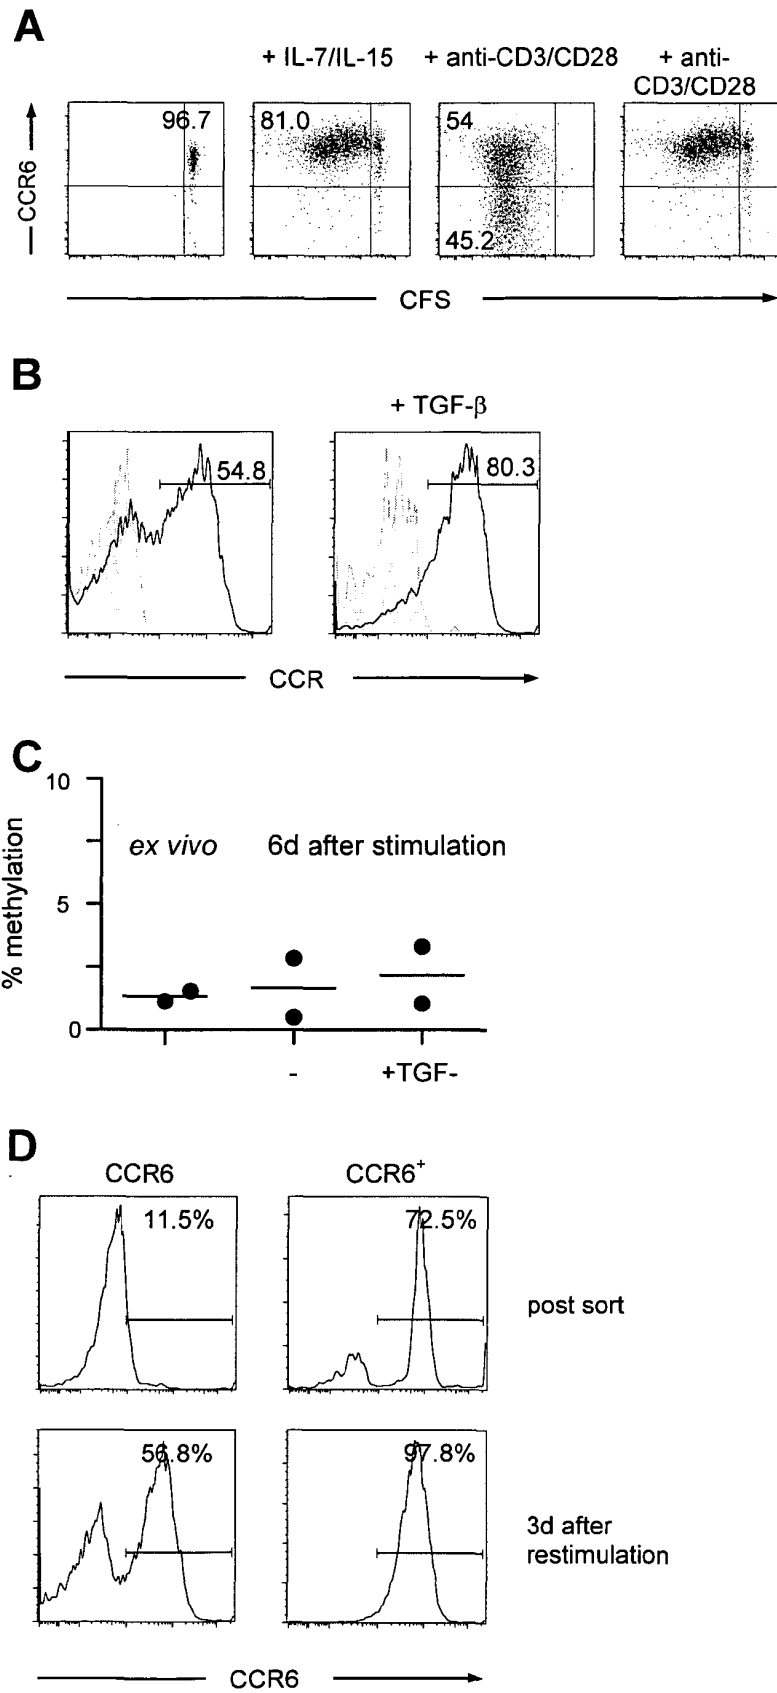 A
+ IL-7/IL-15
+ anti-CD3/CD28
+ anti-
CD3/CD28
CCR6
96.7
81.0
54
45.2
CFS
B
+ TGF-β
54.8
80.3
CCR
C
% methylation
10
5
0
ex vivo
6d after stimulation
-
+TGF-
D
CCR6
CCR6+
11.5%
72.5%
post sort
56.8%
97.8%
3d after
restimulation
CCR6